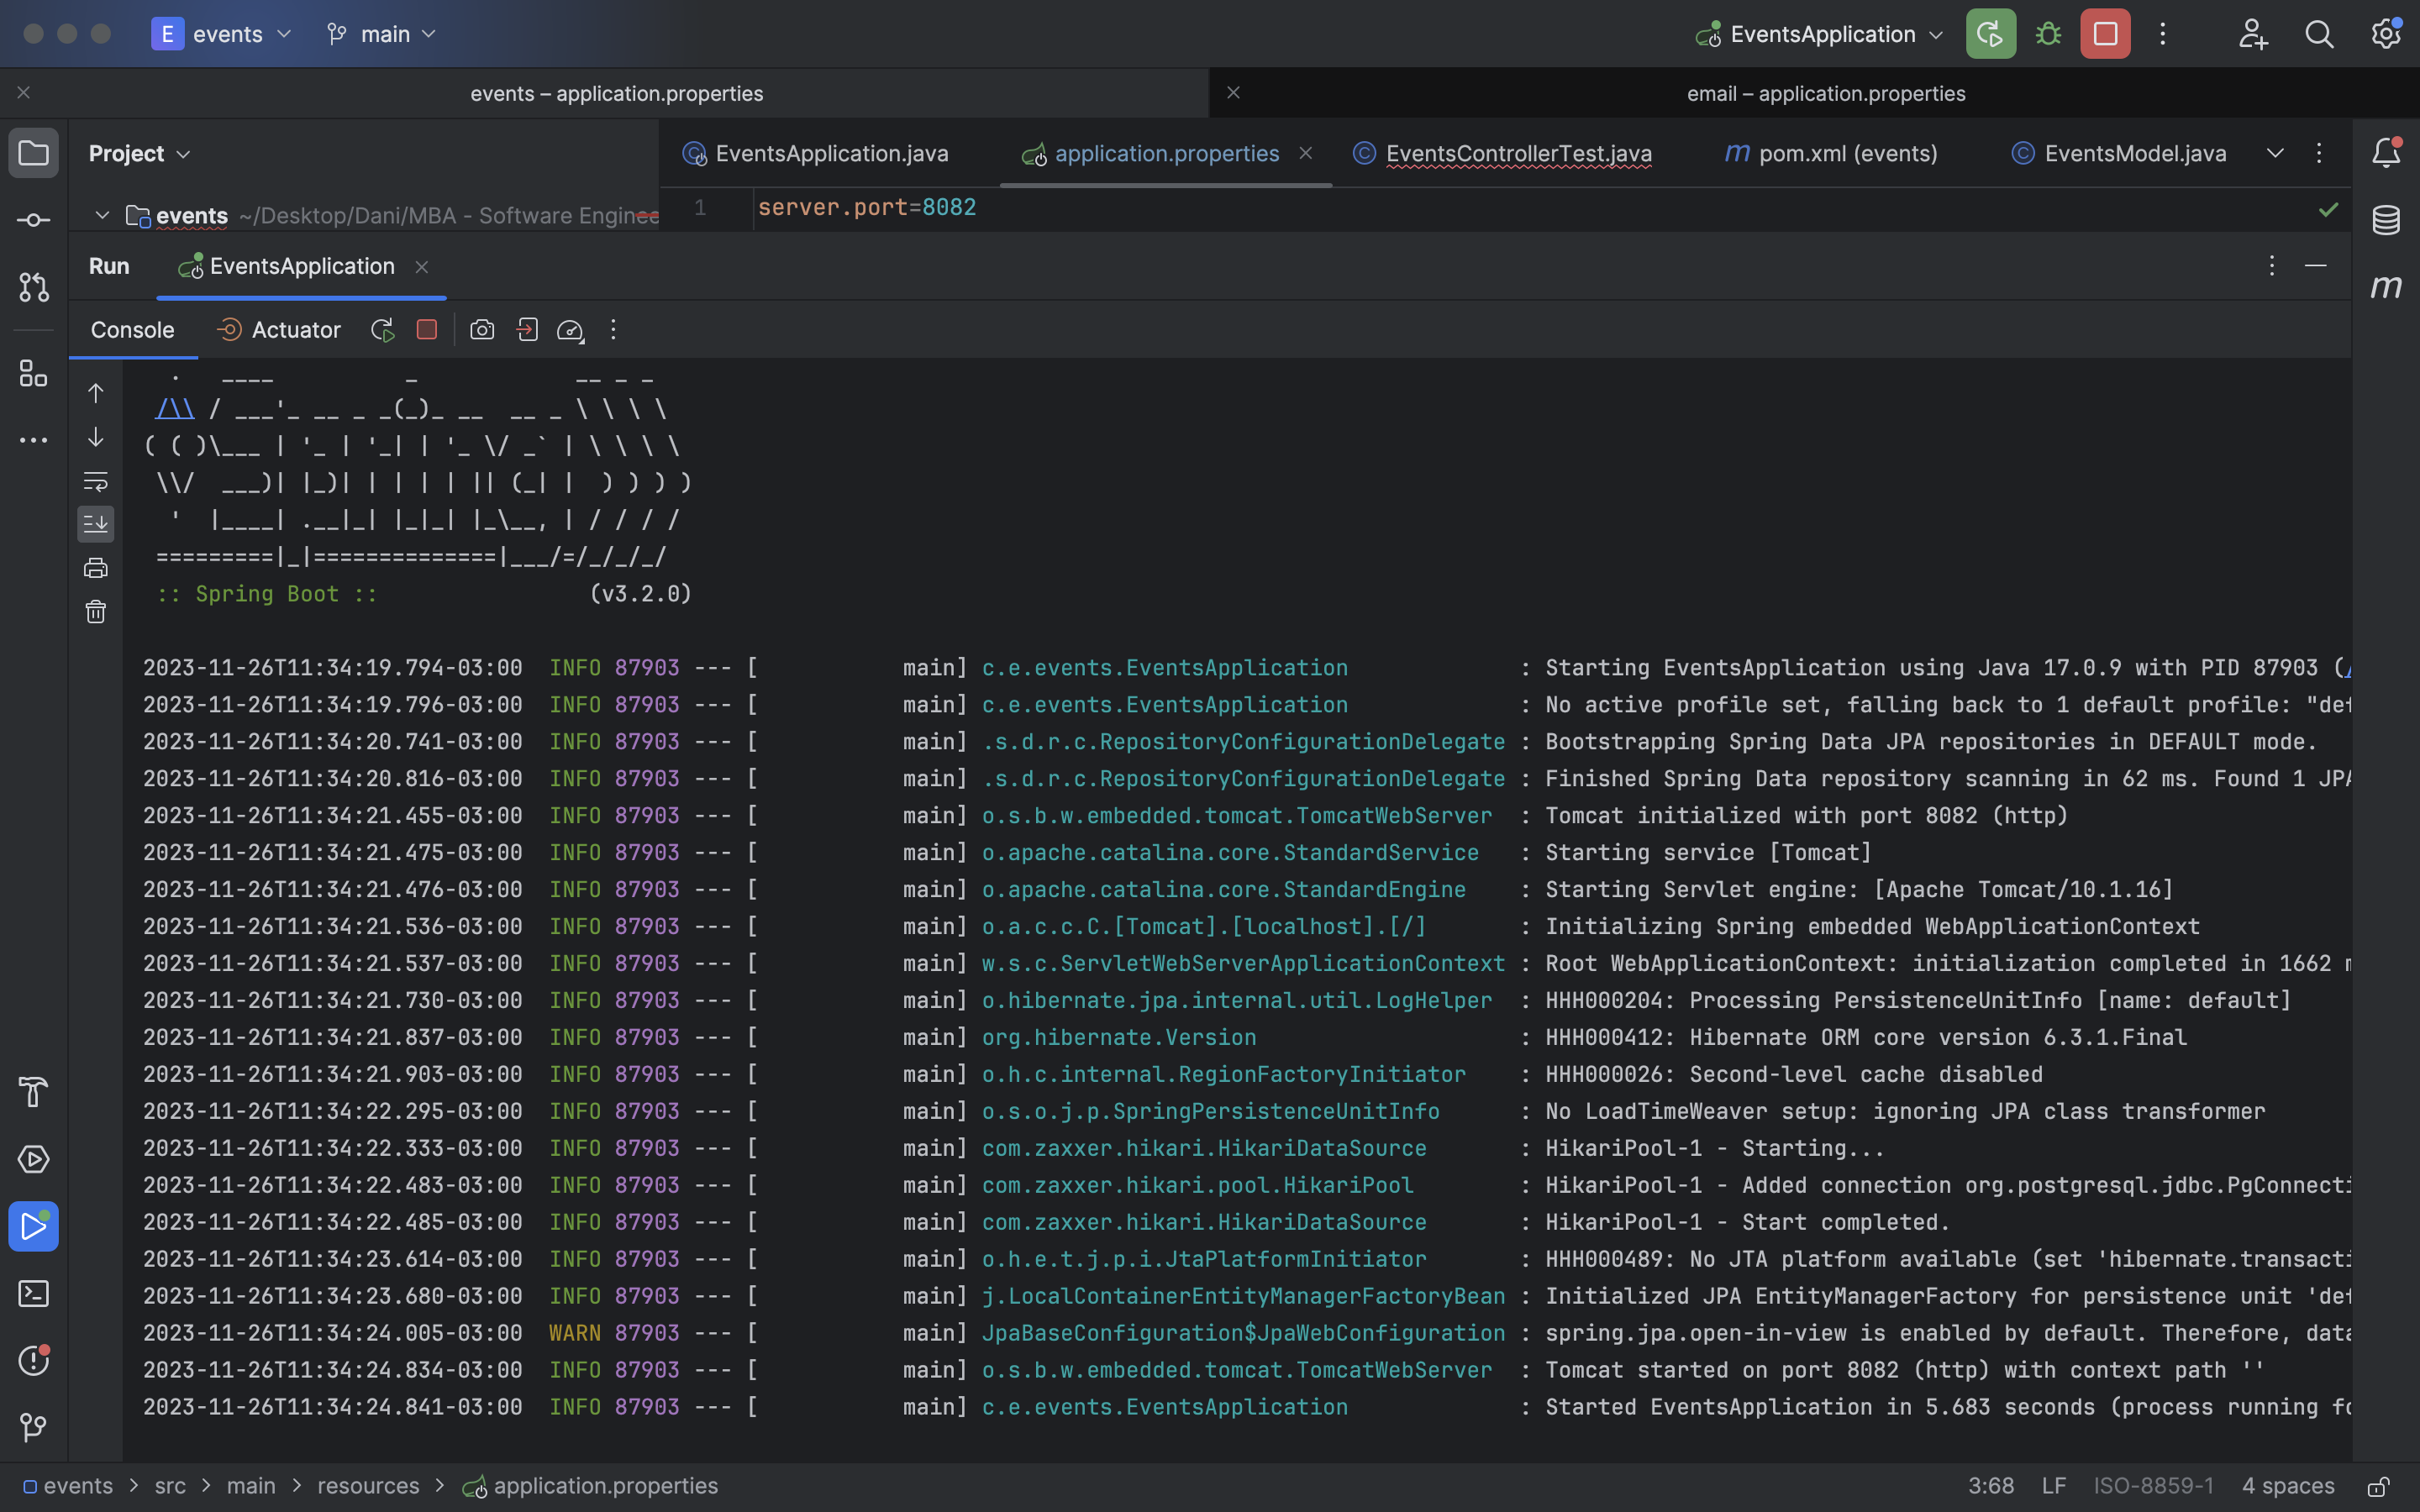 E events main EventsApplication
events – application.properties email – application.properties
Project EventsApplication.java application.properties EventsControllerTest.java m pom.xml (events) EventsModel.java
events ~/Desktop/Dani/MBA - Software Enginee 1 server.port=8082
Run EventsApplication
Console Actuator
  .   ____          _            __ _ _
 /\\ / ___'_ __ _ _(_)_ __  __ _ \ \ \ \
( ( )\___ | '_ | '_| | '_ \/ _` | \ \ \ \
 \\/  ___)| |_)| | | | | || (_| |  ) ) ) )
  '  |____| .__|_| |_|_| |_\__, | / / / /
 =========|_|==============|___/=/_/_/_/
 :: Spring Boot ::                (v3.2.0)
2023-11-26T11:34:19.794-03:00  INFO 87903 --- [           main] c.e.events.EventsApplication             : Starting EventsApplication using Java 17.0.9 with PID 87903 (/
2023-11-26T11:34:19.796-03:00  INFO 87903 --- [           main] c.e.events.EventsApplication             : No active profile set, falling back to 1 default profile: "def
2023-11-26T11:34:20.741-03:00  INFO 87903 --- [           main] .s.d.r.c.RepositoryConfigurationDelegate : Bootstrapping Spring Data JPA repositories in DEFAULT mode.
2023-11-26T11:34:20.816-03:00  INFO 87903 --- [           main] .s.d.r.c.RepositoryConfigurationDelegate : Finished Spring Data repository scanning in 62 ms. Found 1 JPA
2023-11-26T11:34:21.455-03:00  INFO 87903 --- [           main] o.s.b.w.embedded.tomcat.TomcatWebServer  : Tomcat initialized with port 8082 (http)
2023-11-26T11:34:21.475-03:00  INFO 87903 --- [           main] o.apache.catalina.core.StandardService   : Starting service [Tomcat]
2023-11-26T11:34:21.476-03:00  INFO 87903 --- [           main] o.apache.catalina.core.StandardEngine    : Starting Servlet engine: [Apache Tomcat/10.1.16]
2023-11-26T11:34:21.536-03:00  INFO 87903 --- [           main] o.a.c.c.C.[Tomcat].[localhost].[/]       : Initializing Spring embedded WebApplicationContext
2023-11-26T11:34:21.537-03:00  INFO 87903 --- [           main] w.s.c.ServletWebServerApplicationContext : Root WebApplicationContext: initialization completed in 1662 m
2023-11-26T11:34:21.730-03:00  INFO 87903 --- [           main] o.hibernate.jpa.internal.util.LogHelper  : HHH000204: Processing PersistenceUnitInfo [name: default]
2023-11-26T11:34:21.837-03:00  INFO 87903 --- [           main] org.hibernate.Version                    : HHH000412: Hibernate ORM core version 6.3.1.Final
2023-11-26T11:34:21.903-03:00  INFO 87903 --- [           main] o.h.c.internal.RegionFactoryInitiator    : HHH000026: Second-level cache disabled
2023-11-26T11:34:22.295-03:00  INFO 87903 --- [           main] o.s.o.j.p.SpringPersistenceUnitInfo      : No LoadTimeWeaver setup: ignoring JPA class transformer
2023-11-26T11:34:22.333-03:00  INFO 87903 --- [           main] com.zaxxer.hikari.HikariDataSource       : HikariPool-1 - Starting...
2023-11-26T11:34:22.483-03:00  INFO 87903 --- [           main] com.zaxxer.hikari.pool.HikariPool        : HikariPool-1 - Added connection org.postgresql.jdbc.PgConnecti
2023-11-26T11:34:22.485-03:00  INFO 87903 --- [           main] com.zaxxer.hikari.HikariDataSource       : HikariPool-1 - Start completed.
2023-11-26T11:34:23.614-03:00  INFO 87903 --- [           main] o.h.e.t.j.p.i.JtaPlatformInitiator       : HHH000489: No JTA platform available (set 'hibernate.transacti
2023-11-26T11:34:23.680-03:00  INFO 87903 --- [           main] j.LocalContainerEntityManagerFactoryBean : Initialized JPA EntityManagerFactory for persistence unit 'def
2023-11-26T11:34:24.005-03:00  WARN 87903 --- [           main] JpaBaseConfiguration$JpaWebConfiguration : spring.jpa.open-in-view is enabled by default. Therefore, data
2023-11-26T11:34:24.834-03:00  INFO 87903 --- [           main] o.s.b.w.embedded.tomcat.TomcatWebServer  : Tomcat started on port 8082 (http) with context path ''
2023-11-26T11:34:24.841-03:00  INFO 87903 --- [           main] c.e.events.EventsApplication             : Started EventsApplication in 5.683 seconds (process running fo
events > src > main > resources > application.properties 3:68 LF ISO-8859-1 4 spaces